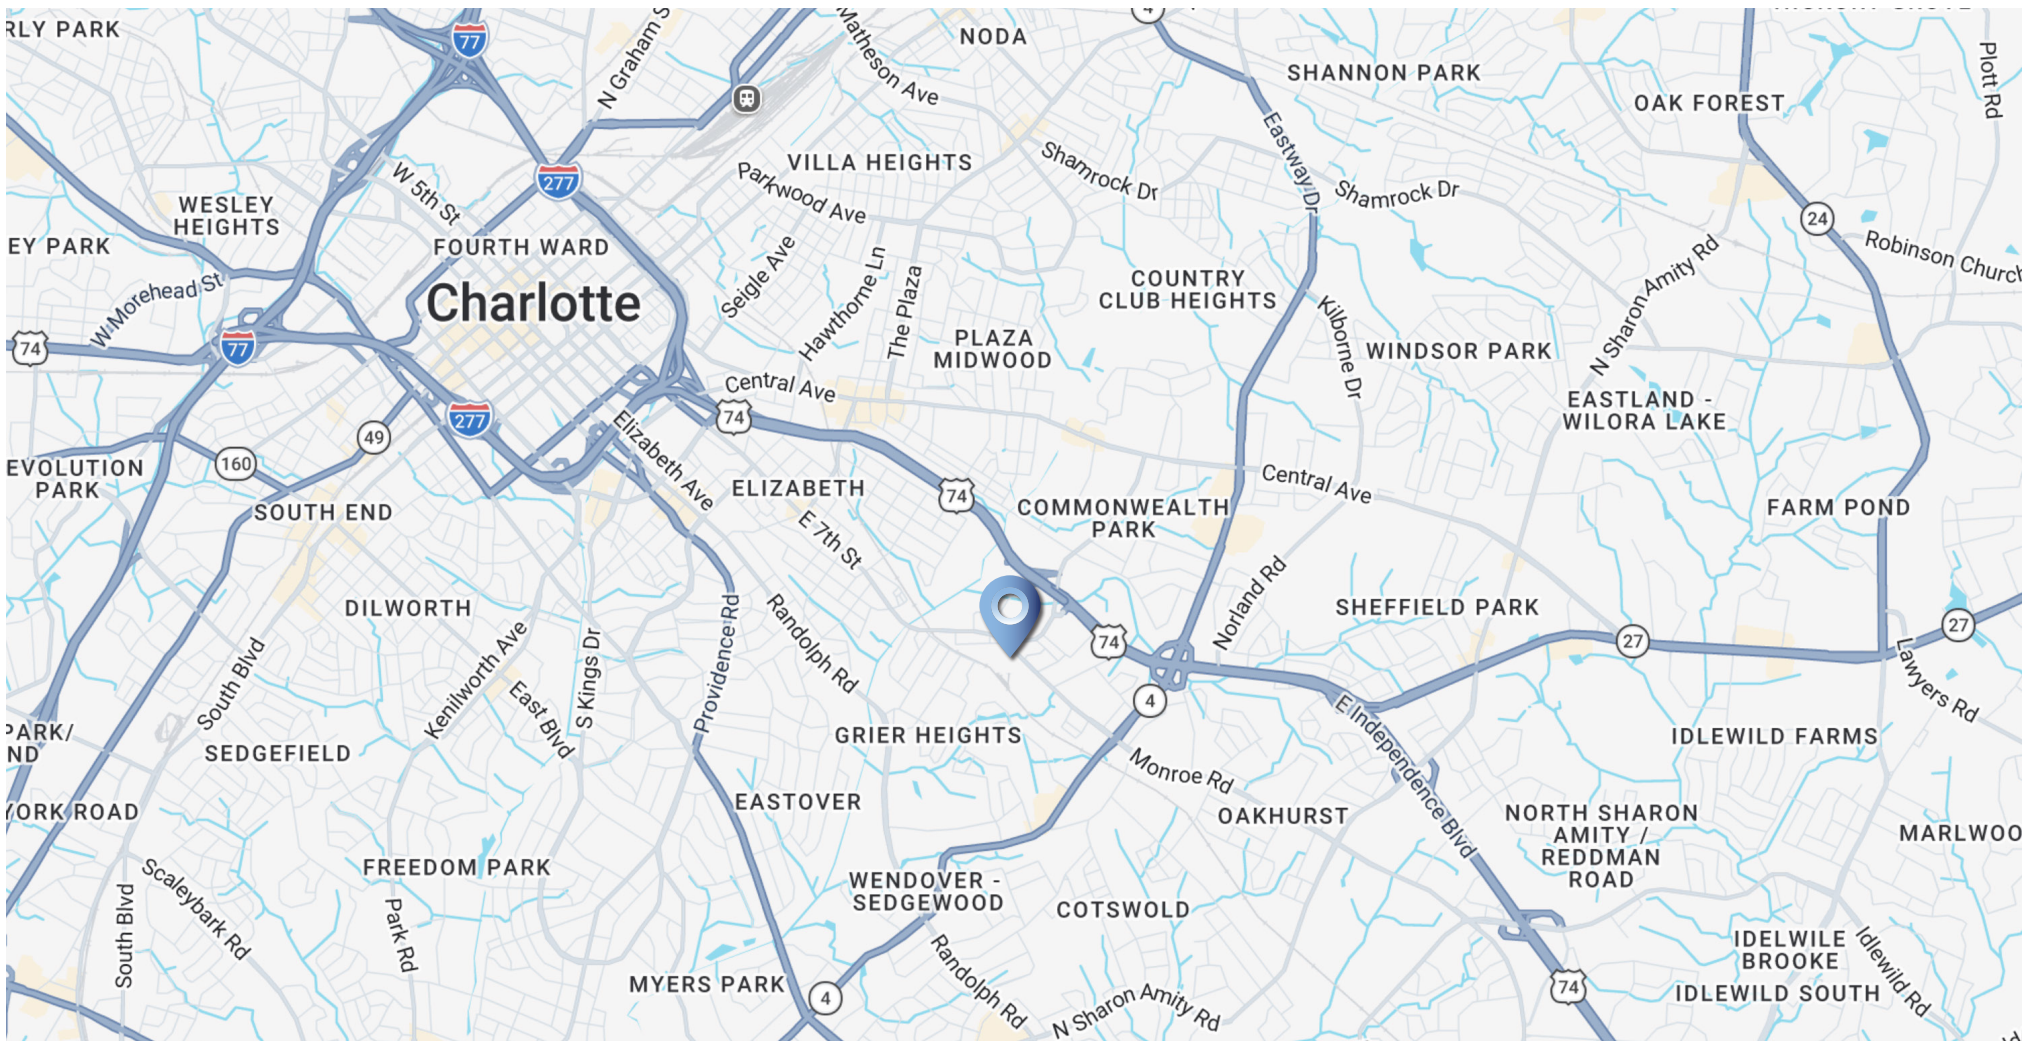 RLY PARK
77
N Graham S
Matheson Ave
NODA
4
SHANNON PARK
OAK FOREST
Plott Rd
W 5th St
277
VILLA HEIGHTS
Parkwood Ave
Shamrock Dr
Eastway Dr
Shamrock Dr
24
Robinson Church
WESLEY
HEIGHTS
EY PARK
FOURTH WARD
Charlotte
W Morehead St
Seigle Ave
Hawthorne Ln
The Plaza
COUNTRY
CLUB HEIGHTS
Kilborne Dr
N Sharon Amity Rd
74
77
PLAZA
MIDWOOD
WINDSOR PARK
Central Ave
74
277
49
160
EASTLAND -
WILORA LAKE
EVOLUTION
PARK
SOUTH END
Elizabeth Ave
ELIZABETH
E 7th St
74
COMMONWEALTH
PARK
Central Ave
FARM POND
Norland Rd
DILWORTH
Kenilworth Ave
S Kings Dr
Providence Rd
Randolph Rd
74
SHEFFIELD PARK
27
27
Lawyers Rd
South Blvd
East Blvd
4
E Independence Blvd
PARK/
ND
SEDGEFIELD
GRIER HEIGHTS
Monroe Rd
IDLEWILD FARMS
YORK ROAD
EASTOVER
OAKHURST
NORTH SHARON
AMITY /
REDDMAN
ROAD
MARLWOO
Scaleybark Rd
FREEDOM PARK
WENDOVER -
SEDGEWOOD
COTSWOLD
South Blvd
Park Rd
MYERS PARK
4
Randolph Rd
N Sharon Amity Rd
74
IDELWILE
BROOKE
IDLEWILD SOUTH
Idlewild Rd